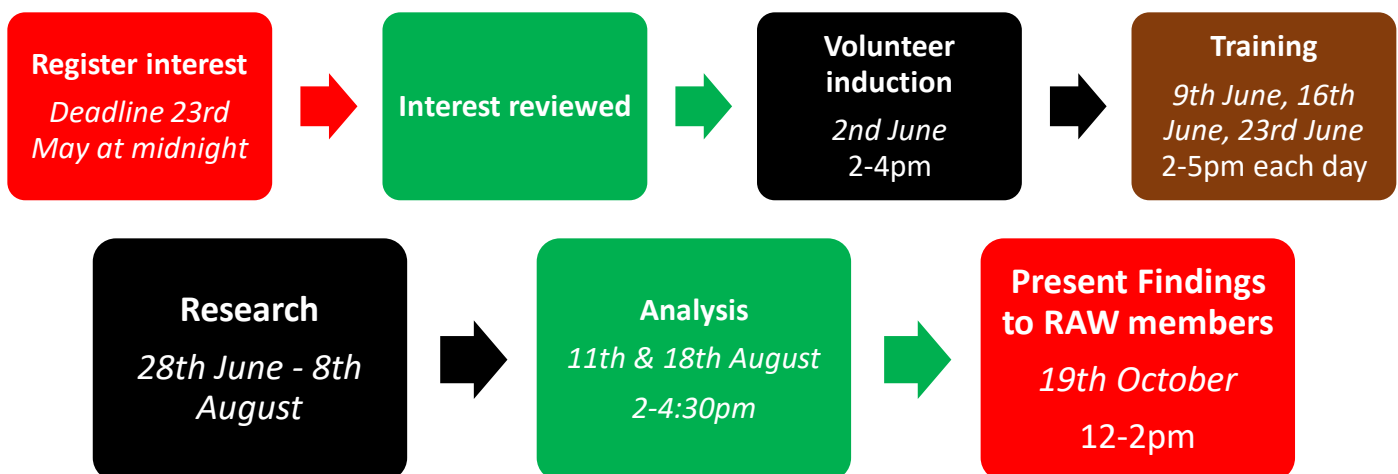 Register interest
Deadline 23rd
May at midnight
Interest reviewed
Volunteer
induction
2nd June
2-4pm
Training
9th June, 16th
June, 23rd June
2-5pm each day
Research
28th June - 8th
August
Analysis
11th & 18th August
2-4:30pm
Present Findings
to RAW members
19th October
12-2pm